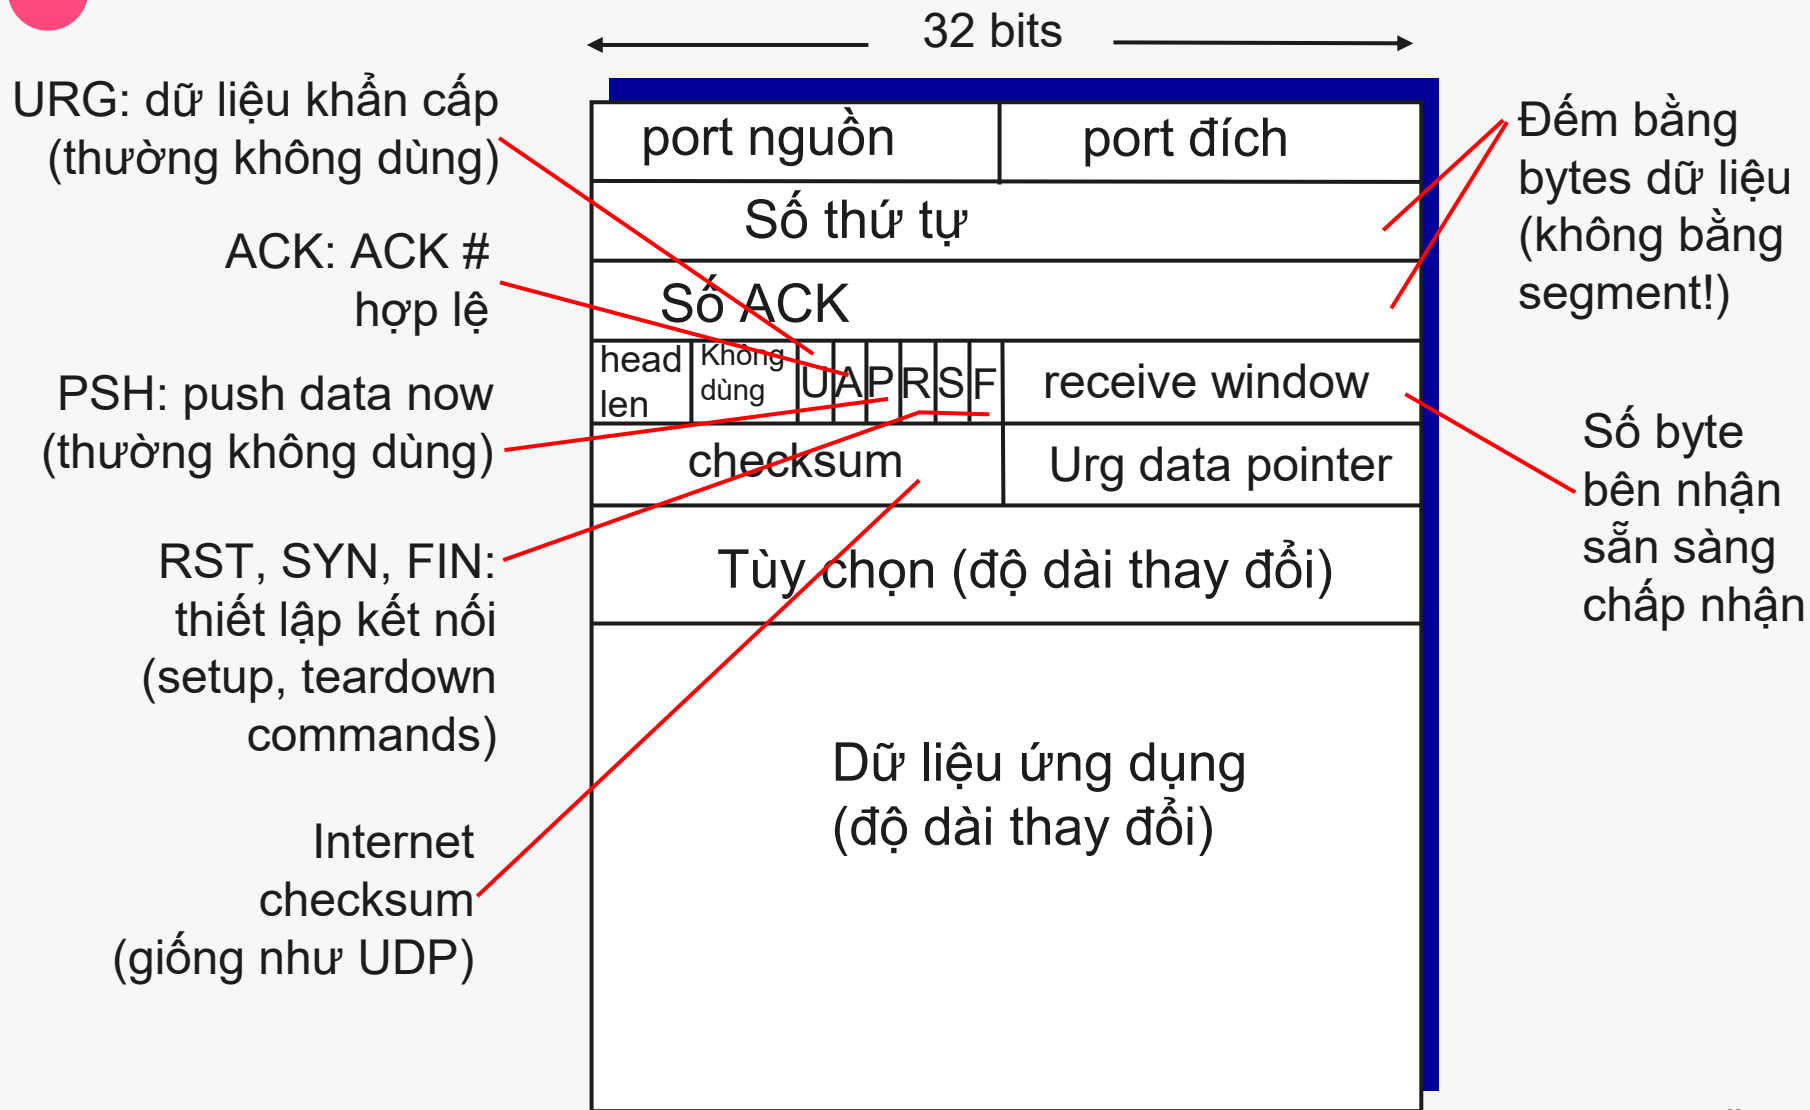 32 bits
URG: dữ liệu khẩn cấp
(thường không dùng)
ACK: ACK #
hợp lệ
PSH: push data now
(thường không dùng)
RST, SYN, FIN:
thiết lập kết nối
(setup, teardown
commands)
Internet
checksum
(giống như UDP)
port nguồn
port đích
Số thứ tự
Số ACK
head
len
Không
dùng
U A P R S F
receive window
checksum
Urg data pointer
Tùy chọn (độ dài thay đổi)
Dữ liệu ứng dụng
(độ dài thay đổi)
Đếm bằng
bytes dữ liệu
(không bằng
segment!)
Số byte
bên nhận
sẵn sàng
chấp nhận